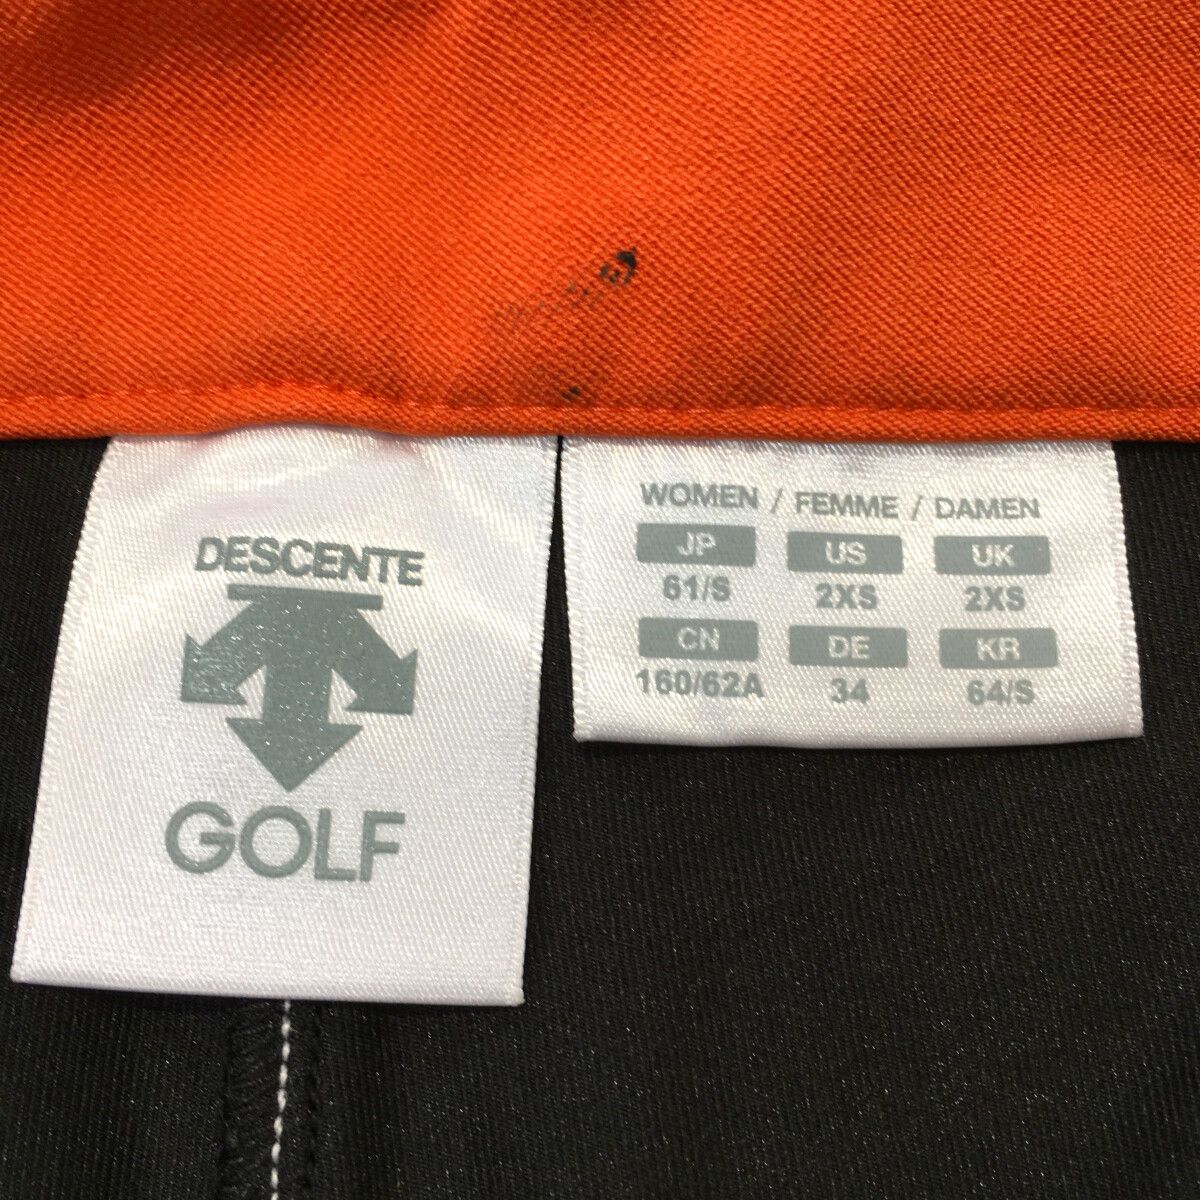 DESCENTE
GOLF
WOMEN / FEMME / DAMEN
JP US UK
61/S 2XS 2XS
CN DE KR
160/62A 34 64/S